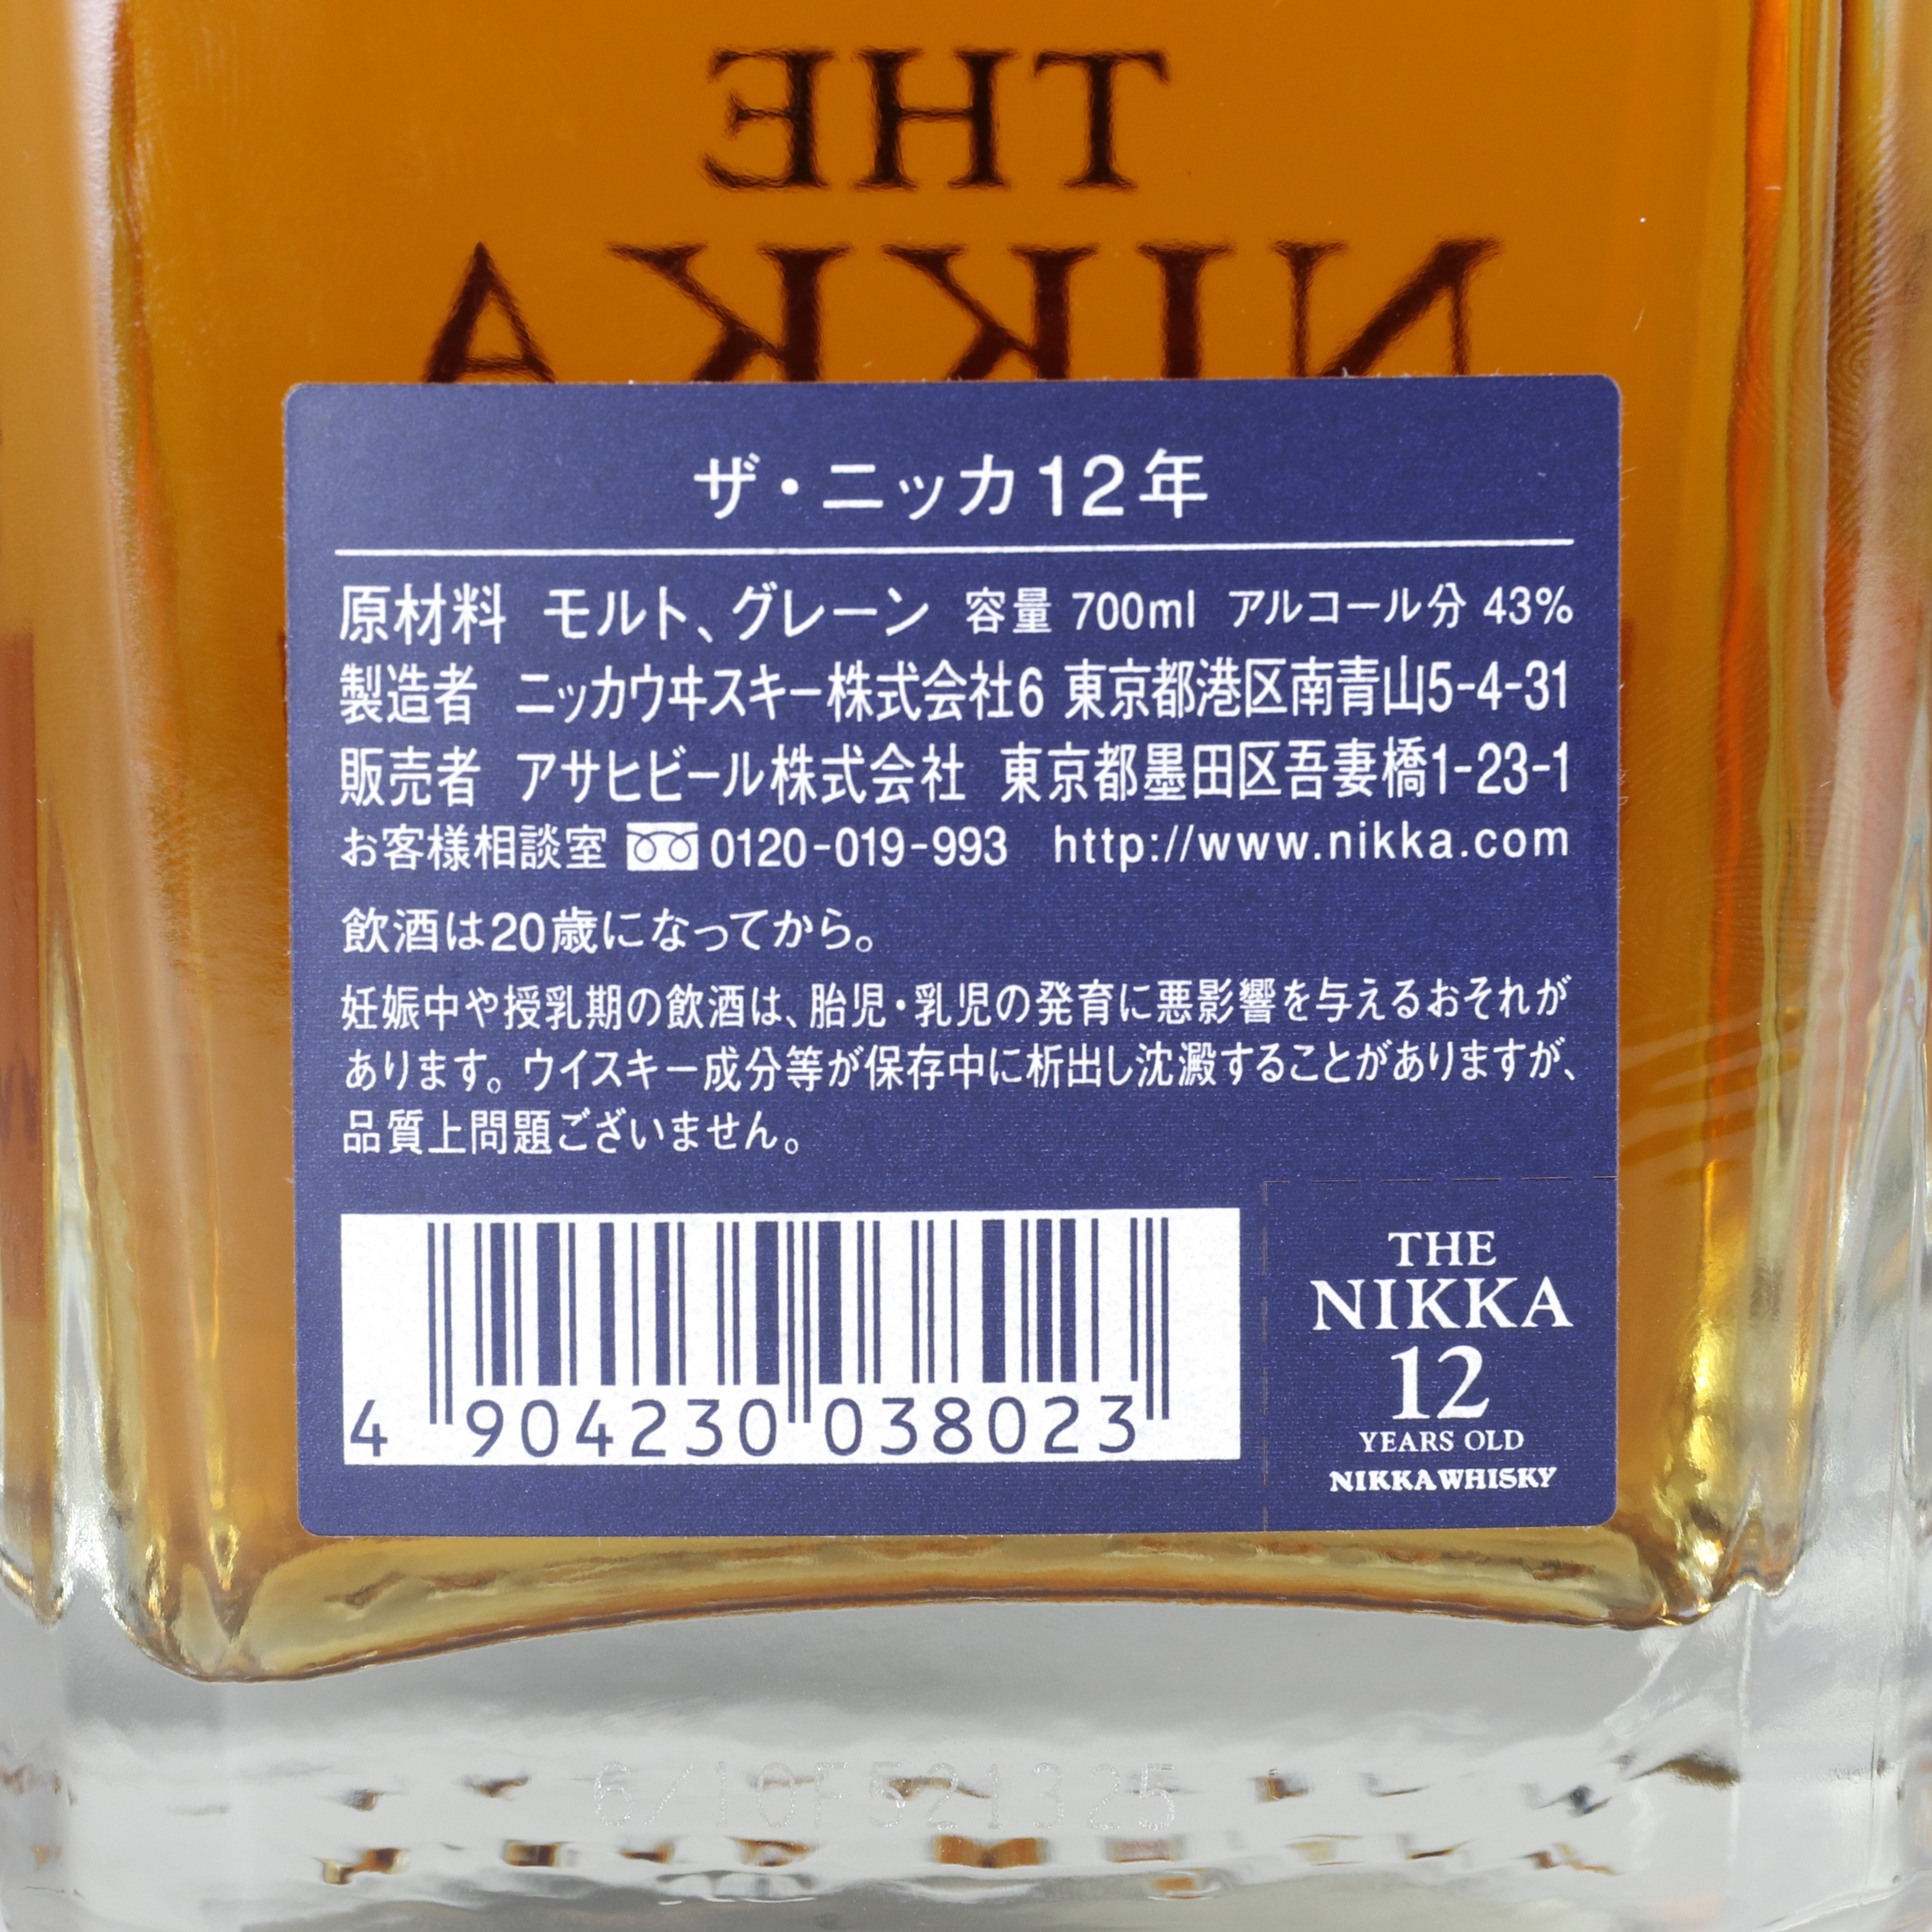 THE
NIKKA
ザ・ニッカ12年
原材料 モルト、グレーン 容量 700ml アルコール分 43%
製造者 ニッカウヰスキー株式会社6 東京都港区南青山5-4-31
販売者 アサヒビール株式会社 東京都墨田区吾妻橋1-23-1
お客様相談室 0120-019-993 http://www.nikka.com
飲酒は20歳になってから。
妊娠中や授乳期の飲酒は、胎児・乳児の発育に悪影響を与えるおそれが
あります。ウイスキー成分等が保存中に析出し沈澱することがありますが、
品質上問題ございません。
4 904230 038023
THE
NIKKA
12
YEARS OLD
NIKKA WHISKY
6/10F521325